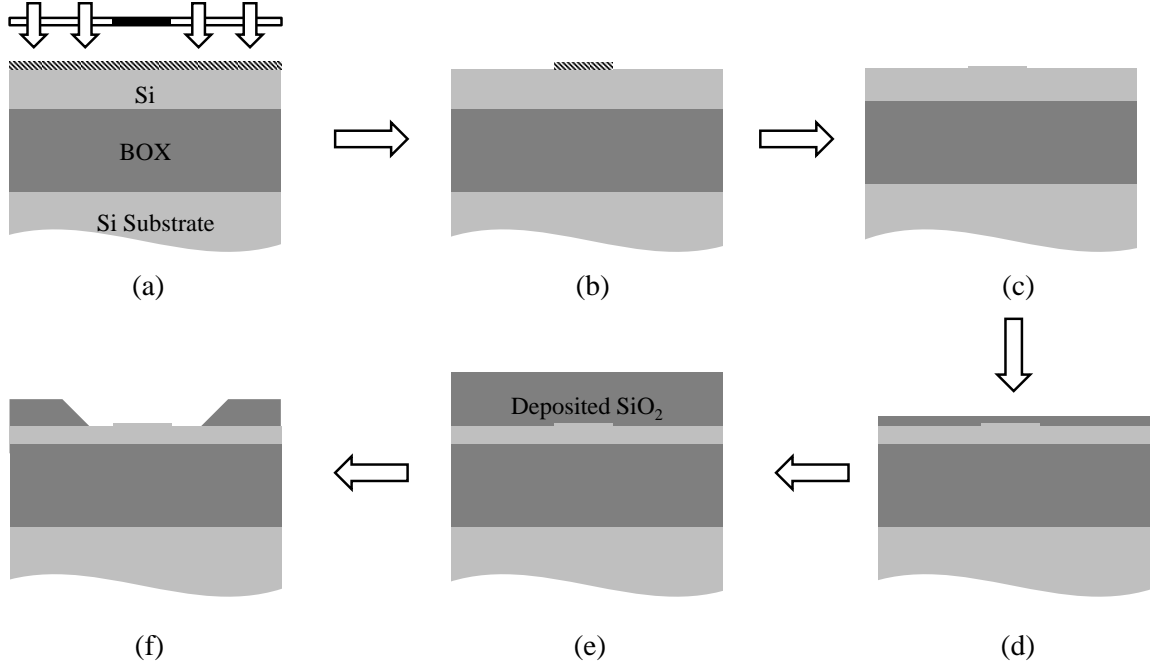 Si
BOX
Si Substrate
(a)
(b)
(c)
Deposited SiO₂
(f)
(e)
(d)